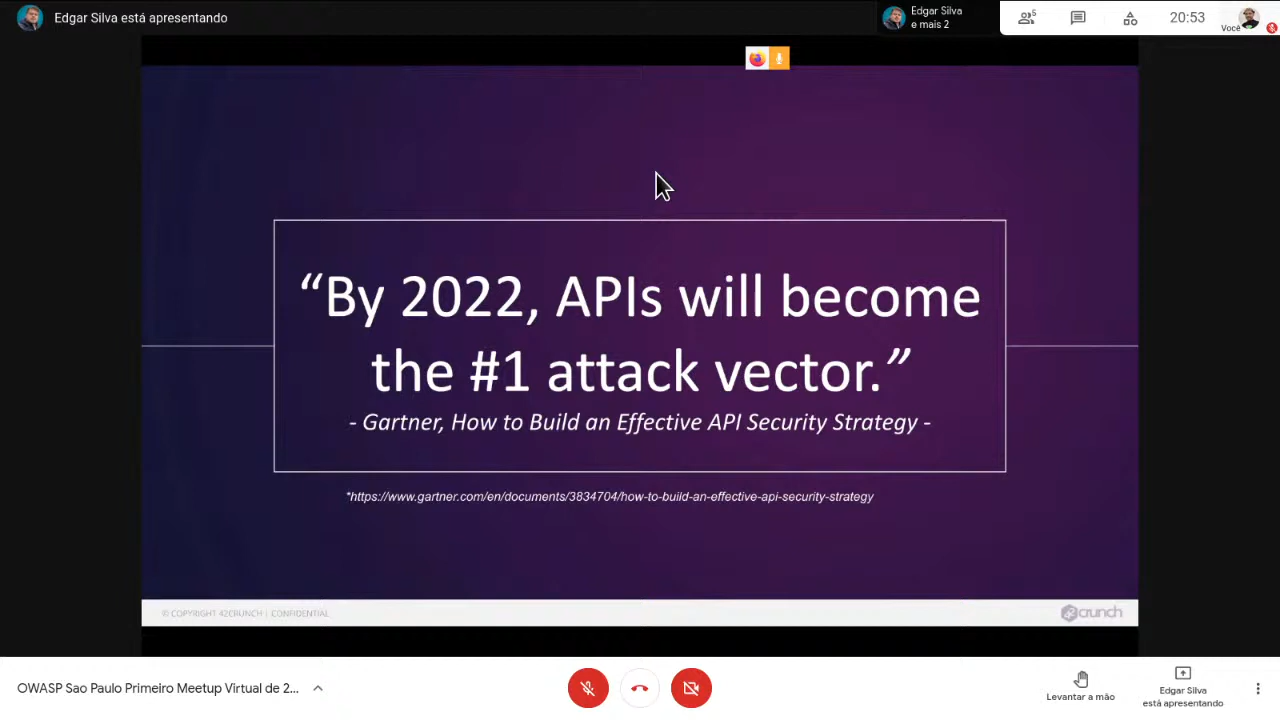 Edgar Silva está apresentando
Edgar Silva
e mais 2
5
20:53
Você
“By 2022, APIs will become
the #1 attack vector.”
- Gartner, How to Build an Effective API Security Strategy -
*https://www.gartner.com/en/documents/3834704/how-to-build-an-effective-api-security-strategy
© COPYRIGHT 42CRUNCH | CONFIDENTIAL
42crunch
OWASP Sao Paulo Primeiro Meetup Virtual de 2...
Levantar a mão
Edgar Silva
está apresentando